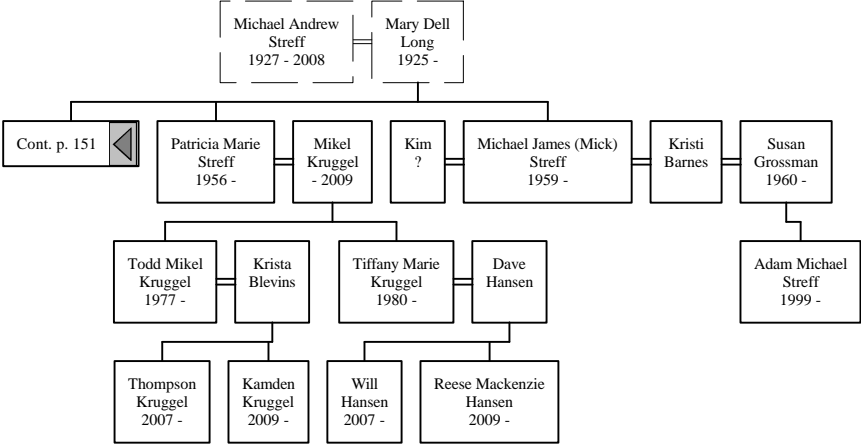 Michael Andrew
Streff
1927 - 2008
Mary Dell
Long
1925 -
Cont. p. 151
Patricia Marie
Streff
1956 -
Mikel
Kruggel
- 2009
Kim
?
Michael James (Mick)
Streff
1959 -
Kristi
Barnes
Susan
Grossman
1960 -
Todd Mikel
Kruggel
1977 -
Krista
Blevins
Tiffany Marie
Kruggel
1980 -
Dave
Hansen
Adam Michael
Streff
1999 -
Thompson
Kruggel
2007 -
Kamden
Kruggel
2009 -
Will
Hansen
2007 -
Reese Mackenzie
Hansen
2009 -